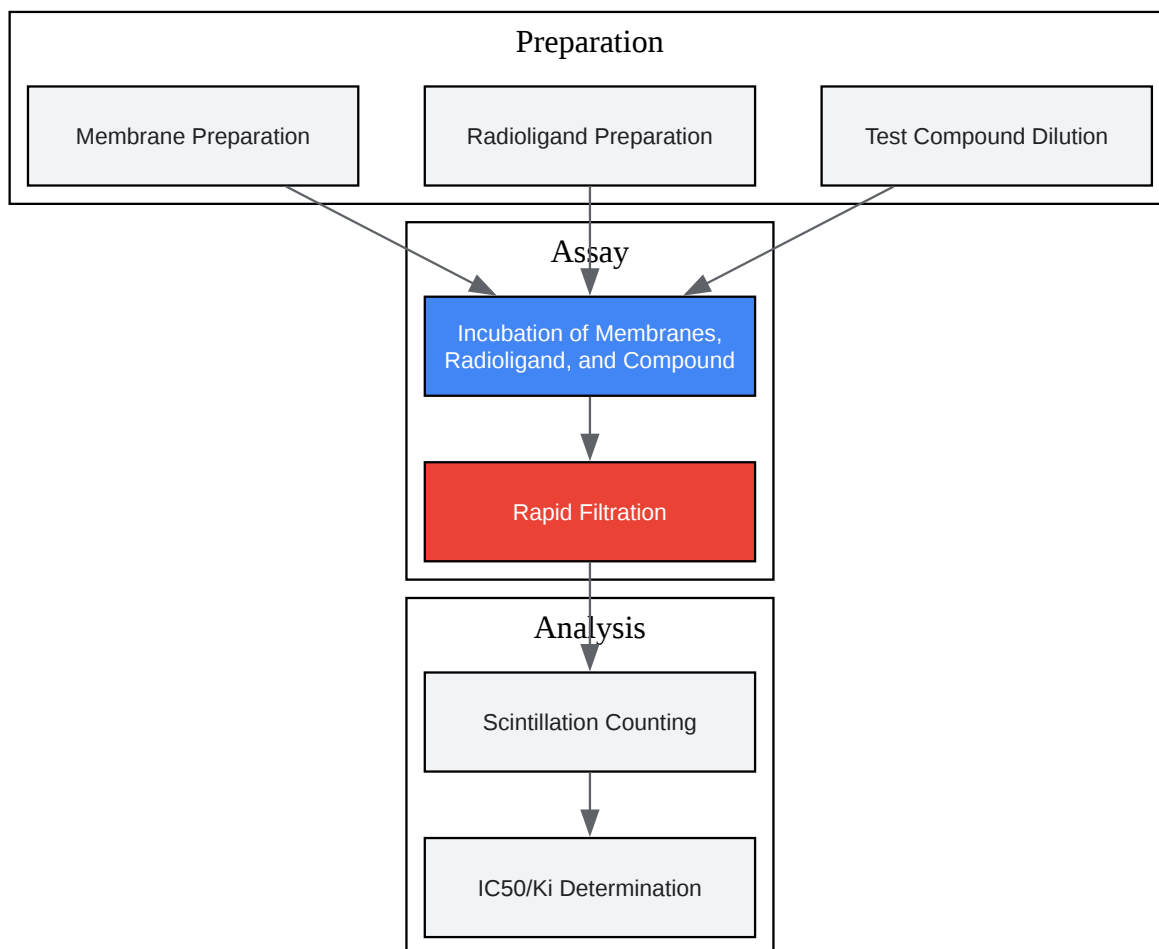 Preparation
Membrane Preparation
Radioligand Preparation
Test Compound Dilution
Assay
Incubation of Membranes,
Radioligand, and Compound
Rapid Filtration
Analysis
Scintillation Counting
IC50/Ki Determination